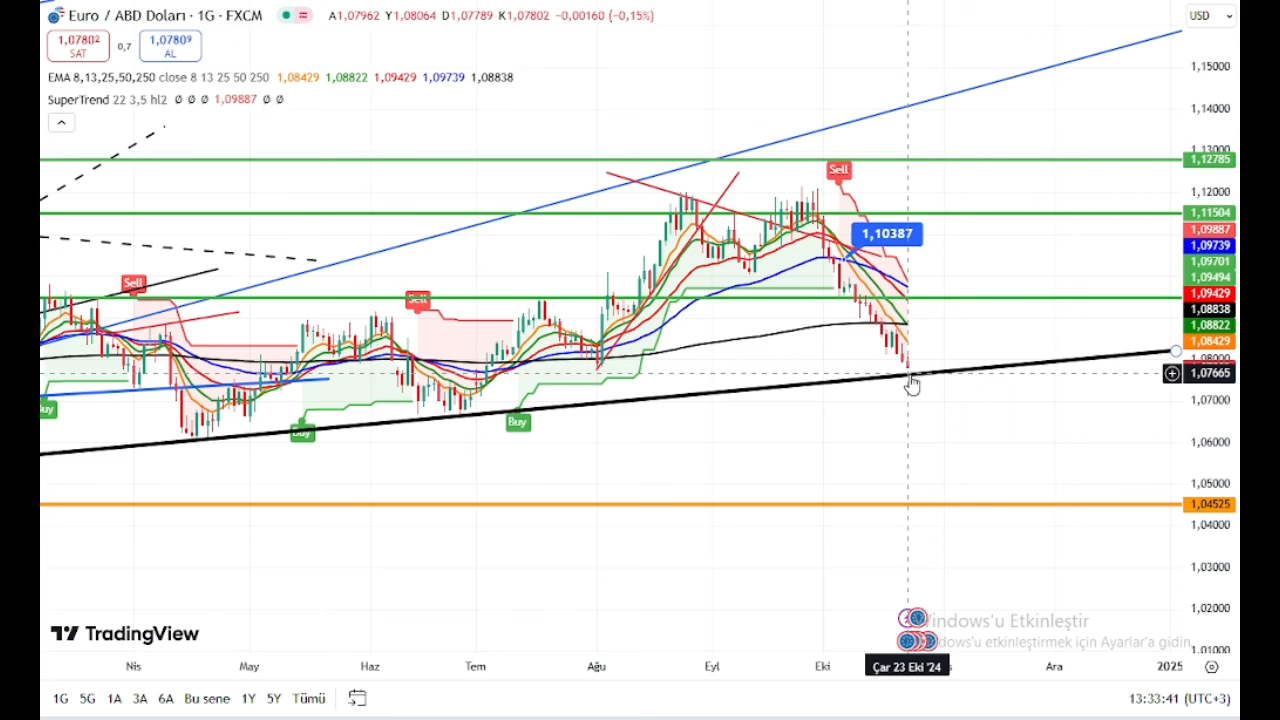 Euro / ABD Doları · 1G · FXCM A1,07962 Y1,08064 D1,07789 K1,07802 −0,00160 (−0,15%)
USD
1,07802 0,7 1,07809
SAT AL
EMA 8,13,25,50,250 close 8 13 25 50 250 1,08429 1,08822 1,09429 1,09739 1,08838
SuperTrend 22 3,5 hl2 Ø Ø Ø 1,09887 Ø Ø
1,15000
1,14000
1,13000
1,12785
1,12000
1,11504
1,09887
1,09739
1,09701
1,09494
1,09429
1,08838
1,08822
1,08429
1,08000
1,07665
1,07000
1,06000
1,05000
1,04525
1,04000
1,03000
1,02000
1,01000
Sell
1,10387
Sell
Sell
Buy
Buy
Buy
Windows'u Etkinleştir
Windows'u etkinleştirmek için Ayarlar'a gidin
TradingView
Nis May Haz Tem Ağu Eyl Eki Çar 23 Eki '24 Ara 2025
1G 5G 1A 3A 6A Bu sene 1Y 5Y Tümü 13:33:41 (UTC+3)